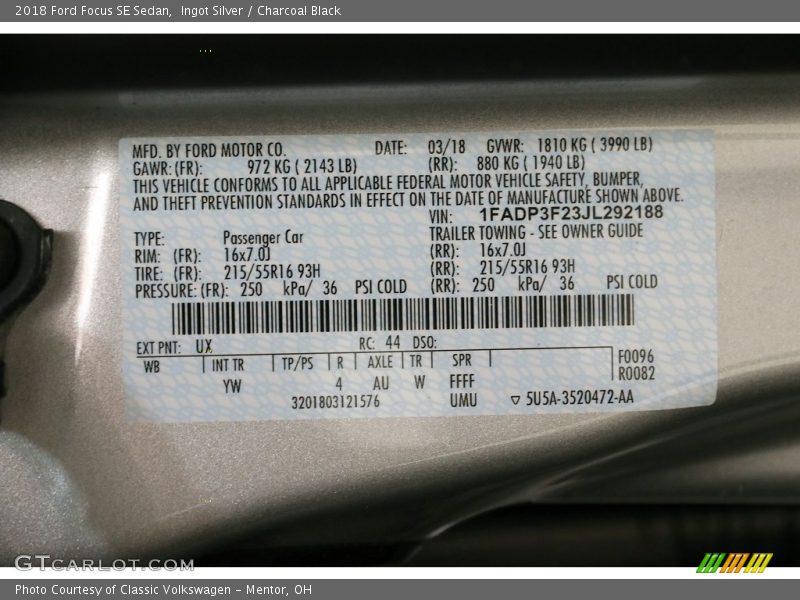 2018 Ford Focus SE Sedan, Ingot Silver / Charcoal Black
MFD. BY FORD MOTOR CO. DATE: 03/18 GVWR: 1810 KG ( 3990 LB)
GAWR: (FR): 972 KG ( 2143 LB) (RR): 880 KG ( 1940 LB)
THIS VEHICLE CONFORMS TO ALL APPLICABLE FEDERAL MOTOR VEHICLE SAFETY, BUMPER,
AND THEFT PREVENTION STANDARDS IN EFFECT ON THE DATE OF MANUFACTURE SHOWN ABOVE.
VIN: 1FADP3F23JL292188
TYPE: Passenger Car TRAILER TOWING - SEE OWNER GUIDE
RIM: (FR): 16x7.0J (RR): 16x7.0J
TIRE: (FR): 215/55R16 93H (RR): 215/55R16 93H
PRESSURE: (FR): 250 kPa/ 36 PSI COLD (RR): 250 kPa/ 36 PSI COLD
EXT PNT: UX RC: 44 DSO:
WB INT TR TP/PS R AXLE TR SPR F0096
YW 4 AU W FFFF R0082
3201803121576 UMU ▽ 5U5A-3520472-AA
GTCARLOT.COM
Photo Courtesy of Classic Volkswagen - Mentor, OH